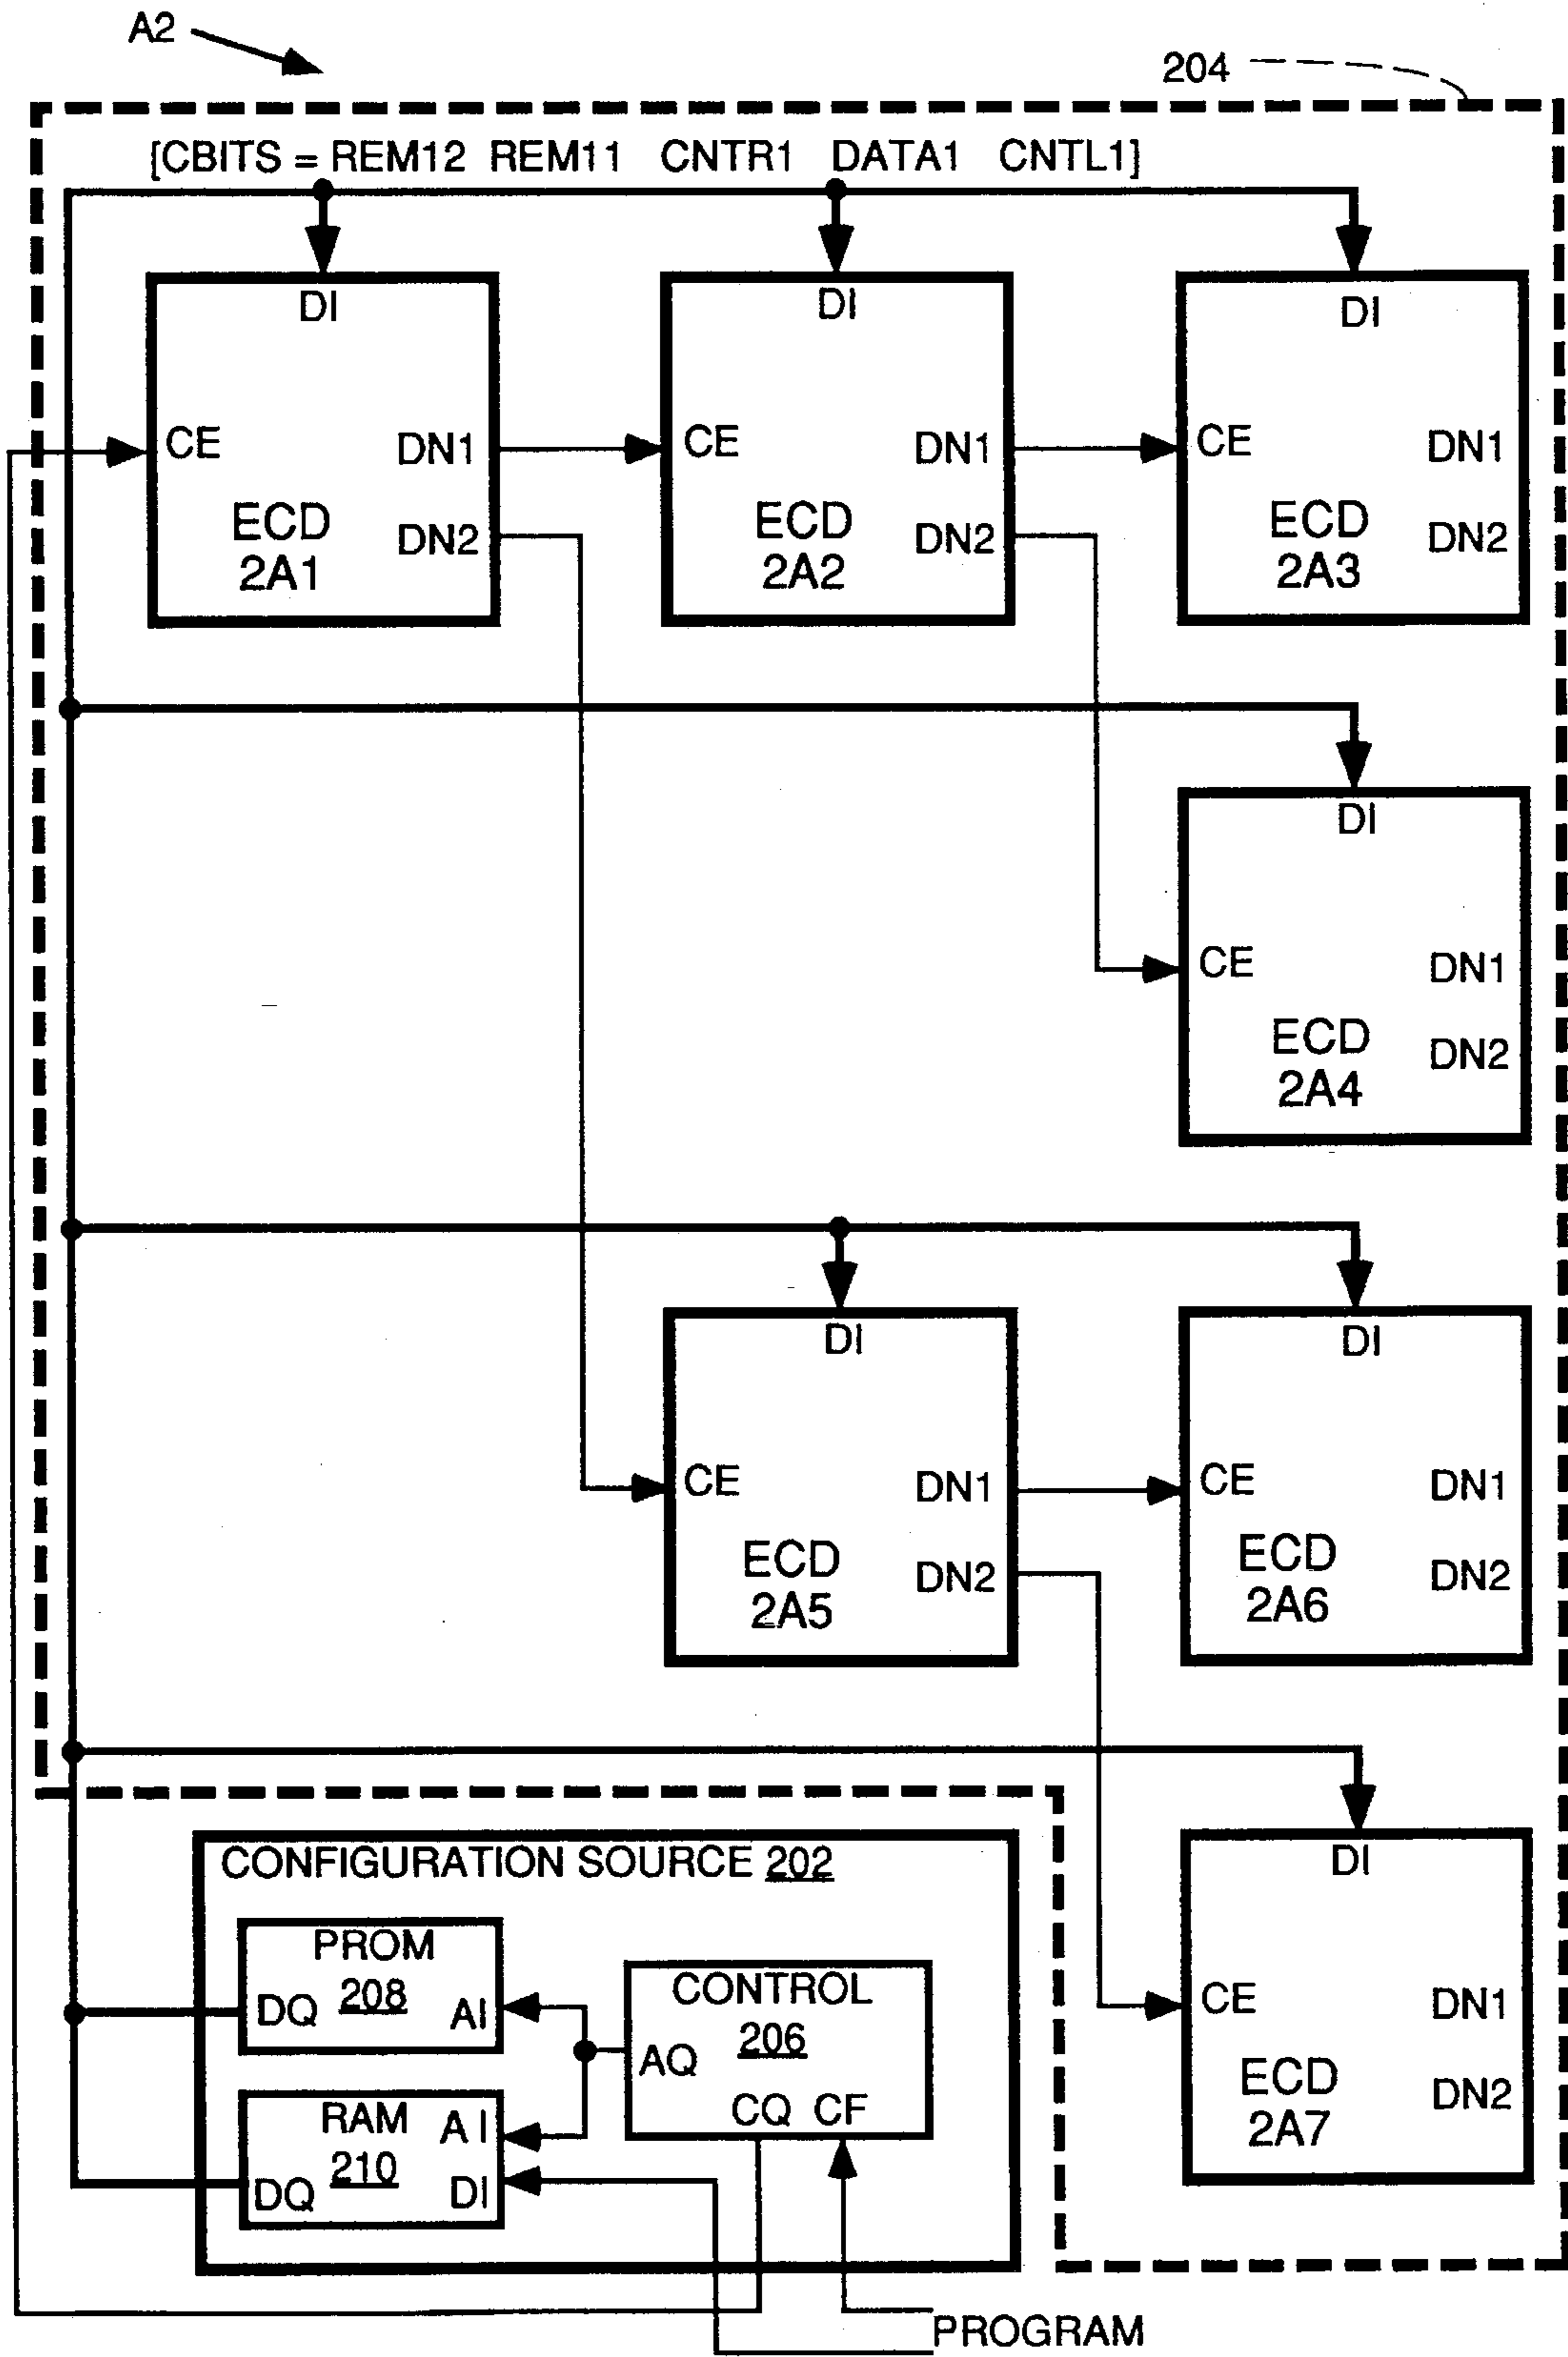 A2
204
[CBITS = REM12 REM11 CNTR1 DATA1 CNTL1]
DI
CE
DN1
ECD
2A1
DN2
DI
CE
DN1
ECD
2A2
DN2
DI
CE
DN1
ECD
2A3
DN2
DI
CE
DN1
ECD
2A4
DN2
DI
CE
DN1
ECD
2A5
DN2
DI
CE
DN1
ECD
2A6
DN2
DI
CE
DN1
ECD
2A7
DN2
CONFIGURATION SOURCE 202
PROM
208
DQ
AI
CONTROL
206
AQ
CQ CF
RAM
210
AI
DQ
DI
PROGRAM